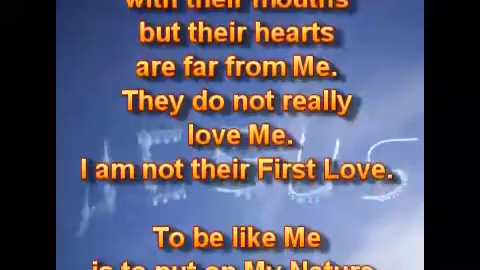 with their mouths
but their hearts
are far from Me.
They do not really
love Me.
I am not their First Love.
JESUS
To be like Me
is to put on My Nature